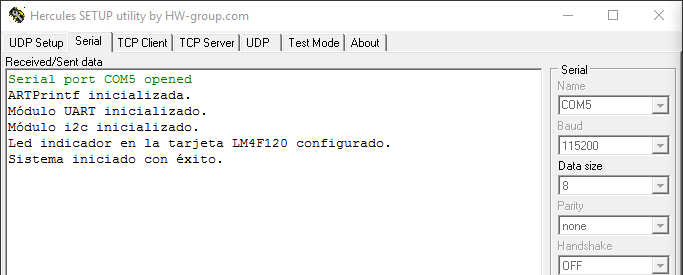 Hercules SETUP utility by HW-group.com
UDP Setup Serial TCP Client TCP Server UDP Test Mode About
Received/Sent data
Serial port COM5 opened
ARTPrintf inicializada.
Módulo UART inicializado.
Módulo i2c inicializado.
Led indicador en la tarjeta LM4F120 configurado.
Sistema iniciado con éxito.
Serial
Name
COM5
Baud
115200
Data size
8
Parity
none
Handshake
OFF